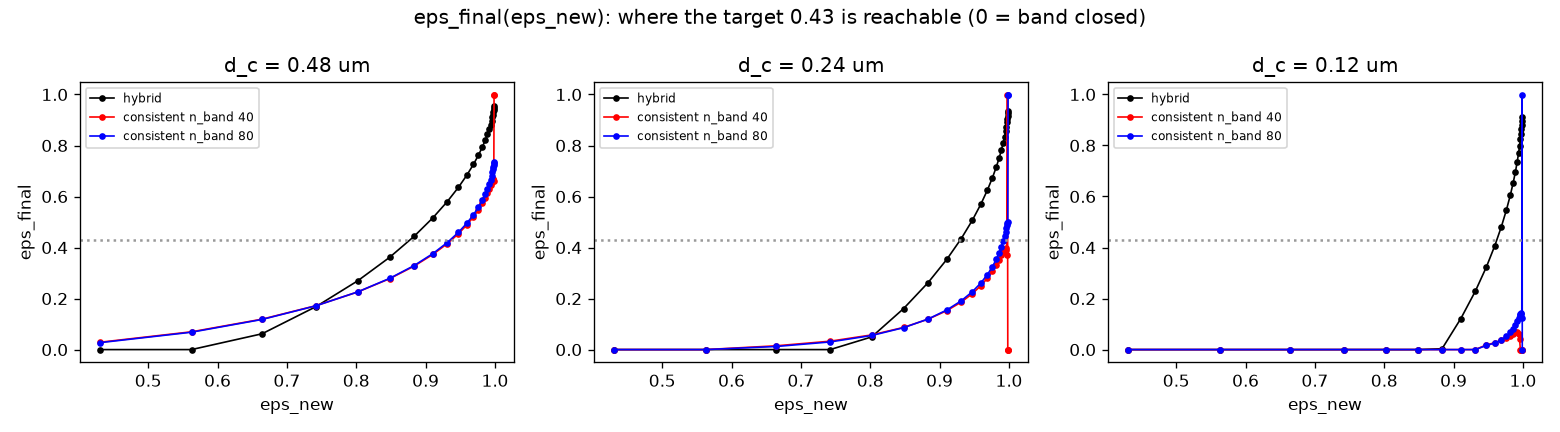 eps_final(eps_new): where the target 0.43 is reachable (0 = band closed)
d_c = 0.48 um
hybrid
consistent n_band 40
consistent n_band 80
eps_final
1.0
0.8
0.6
0.4
0.2
0.0
0.5 0.6 0.7 0.8 0.9 1.0
eps_new
d_c = 0.24 um
hybrid
consistent n_band 40
consistent n_band 80
eps_final
1.0
0.8
0.6
0.4
0.2
0.0
0.5 0.6 0.7 0.8 0.9 1.0
eps_new
d_c = 0.12 um
hybrid
consistent n_band 40
consistent n_band 80
eps_final
1.0
0.8
0.6
0.4
0.2
0.0
0.5 0.6 0.7 0.8 0.9 1.0
eps_new